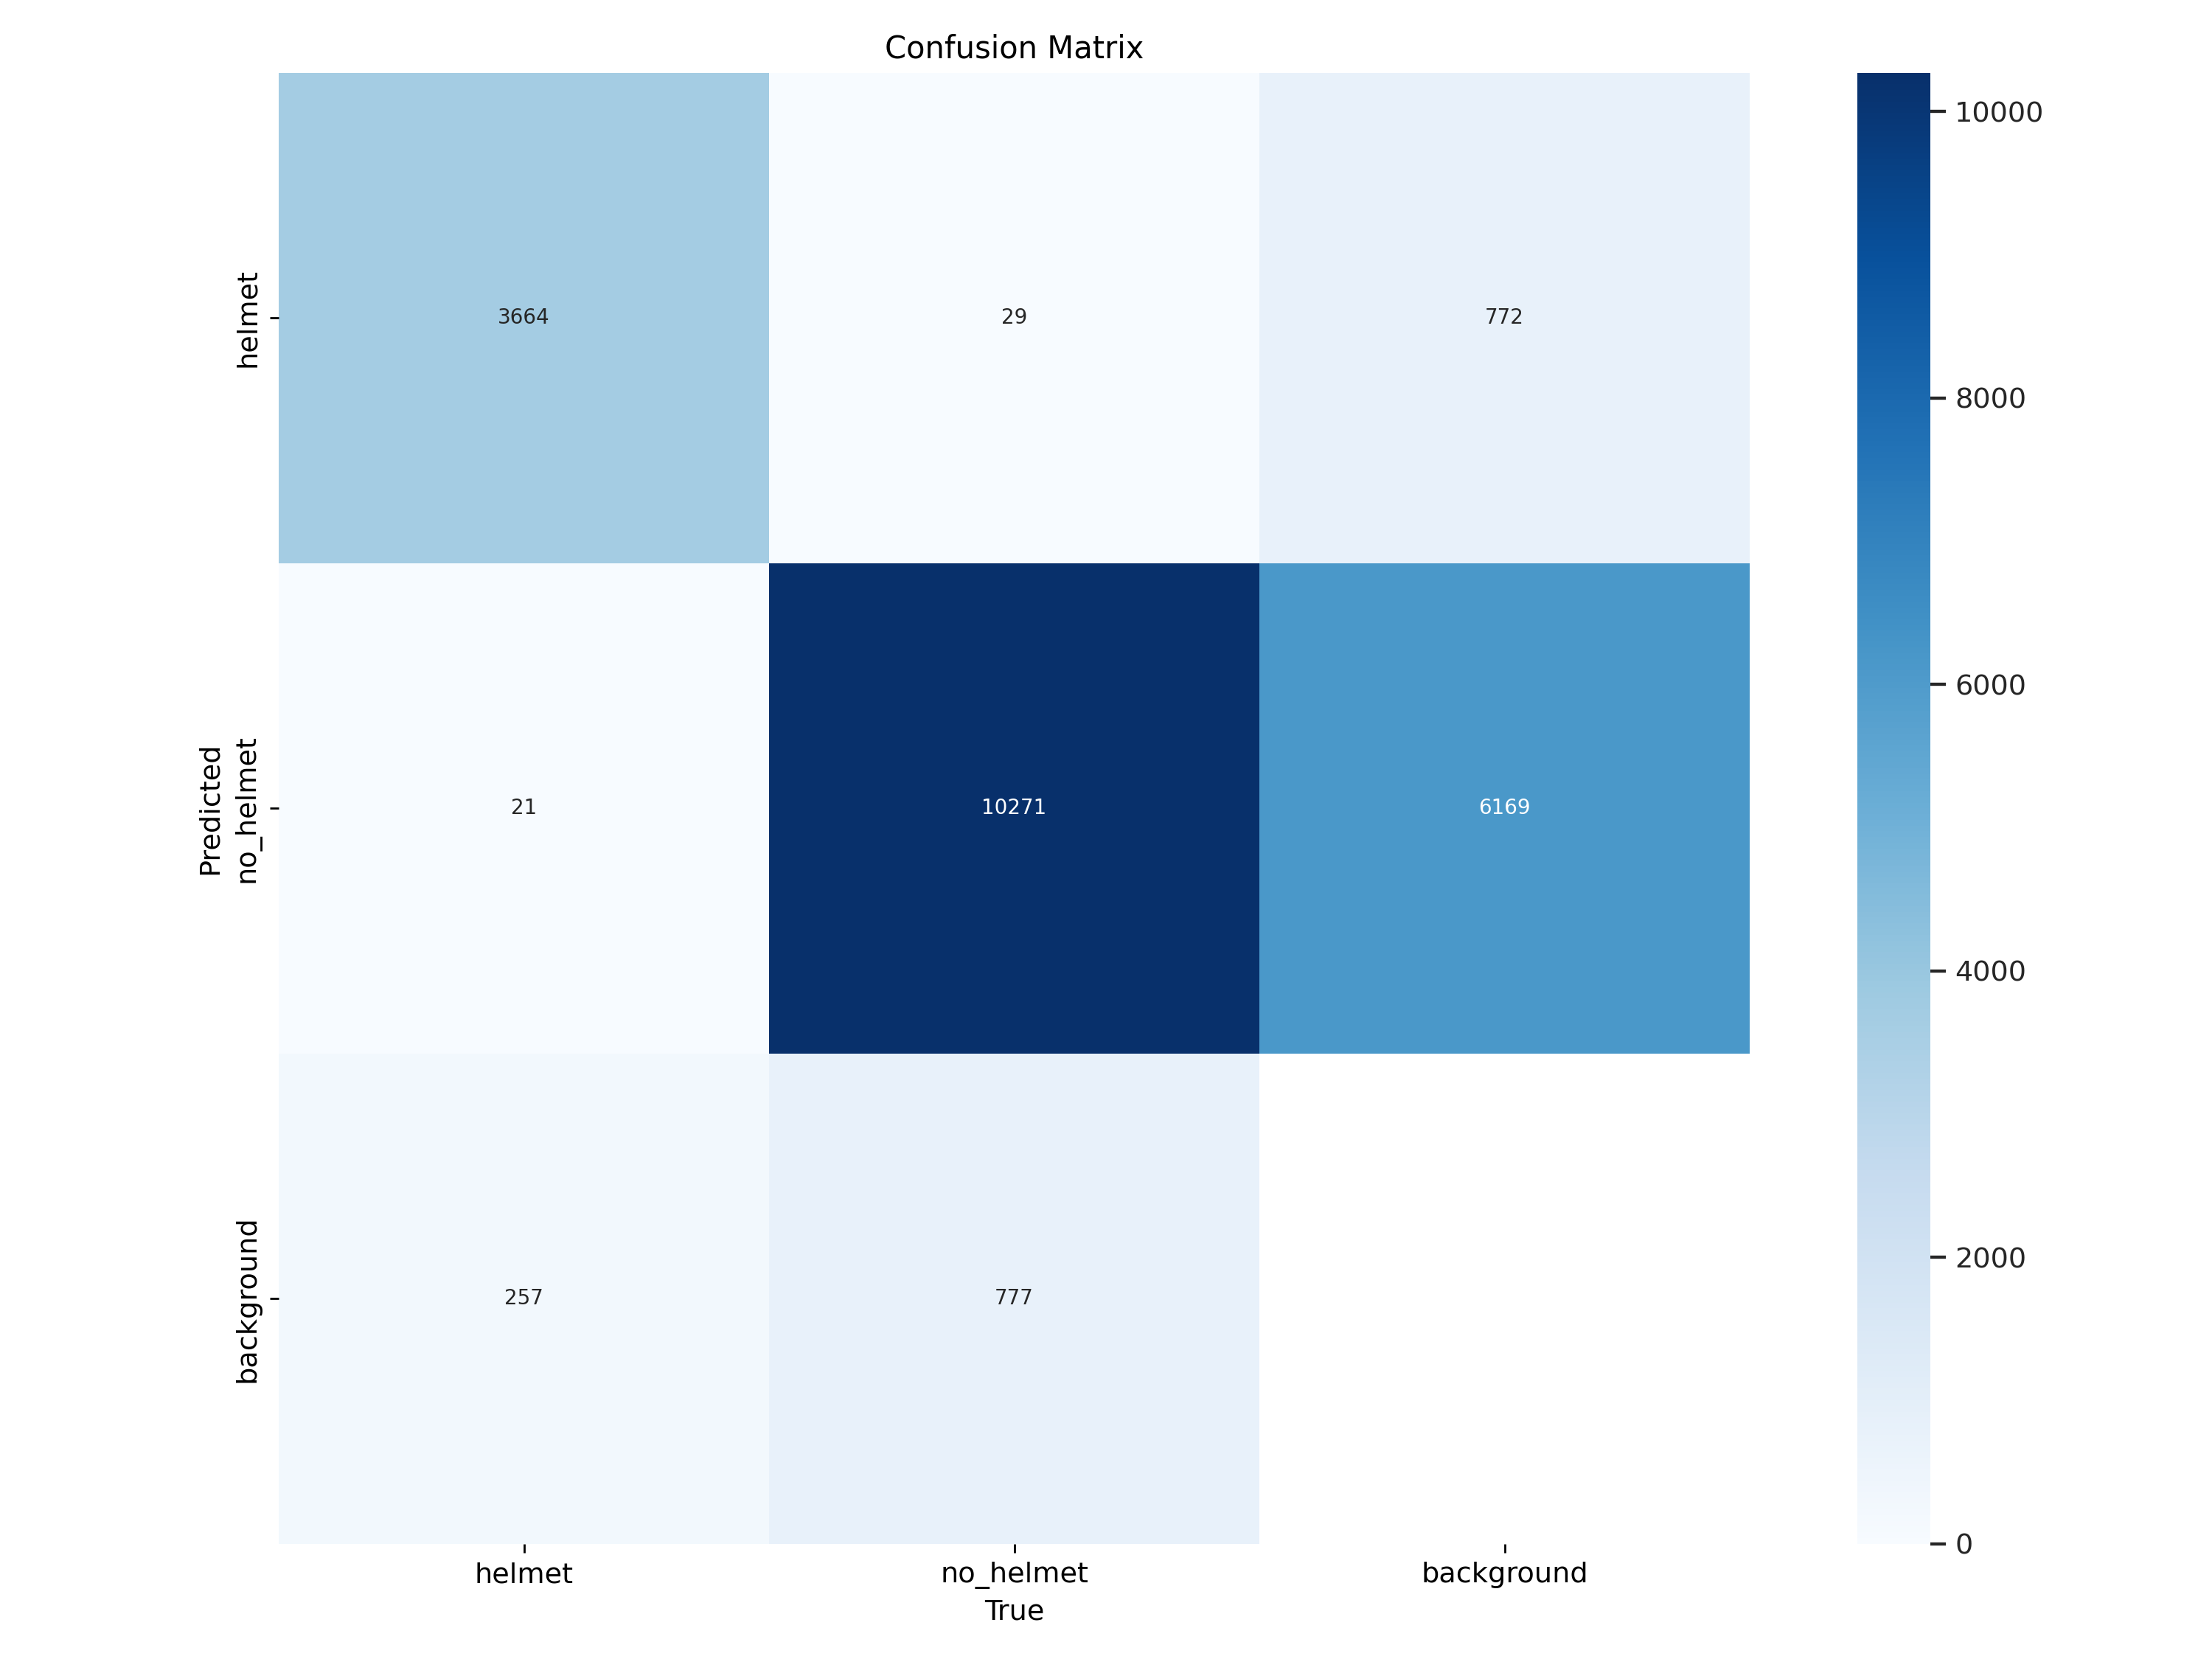 Confusion Matrix
helmet
3664
29
772
Predicted
no_helmet
21
10271
6169
background
257
777
helmet
no_helmet
background
True
10000
8000
6000
4000
2000
0